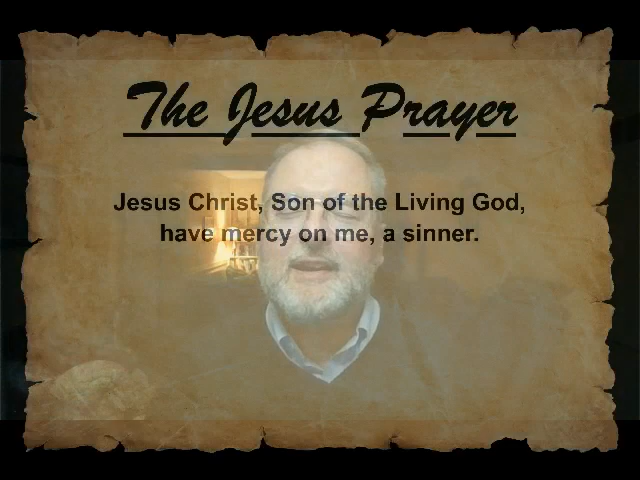 The Jesus Prayer
Jesus Christ, Son of the Living God,
have mercy on me, a sinner.